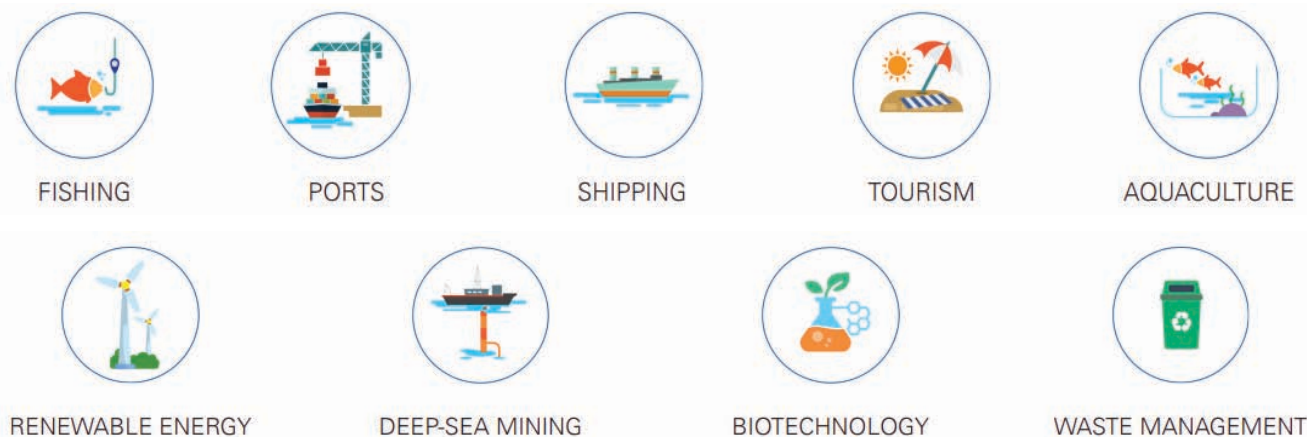 FISHING
PORTS
SHIPPING
TOURISM
AQUACULTURE
RENEWABLE ENERGY
DEEP-SEA MINING
BIOTECHNOLOGY
WASTE MANAGEMENT